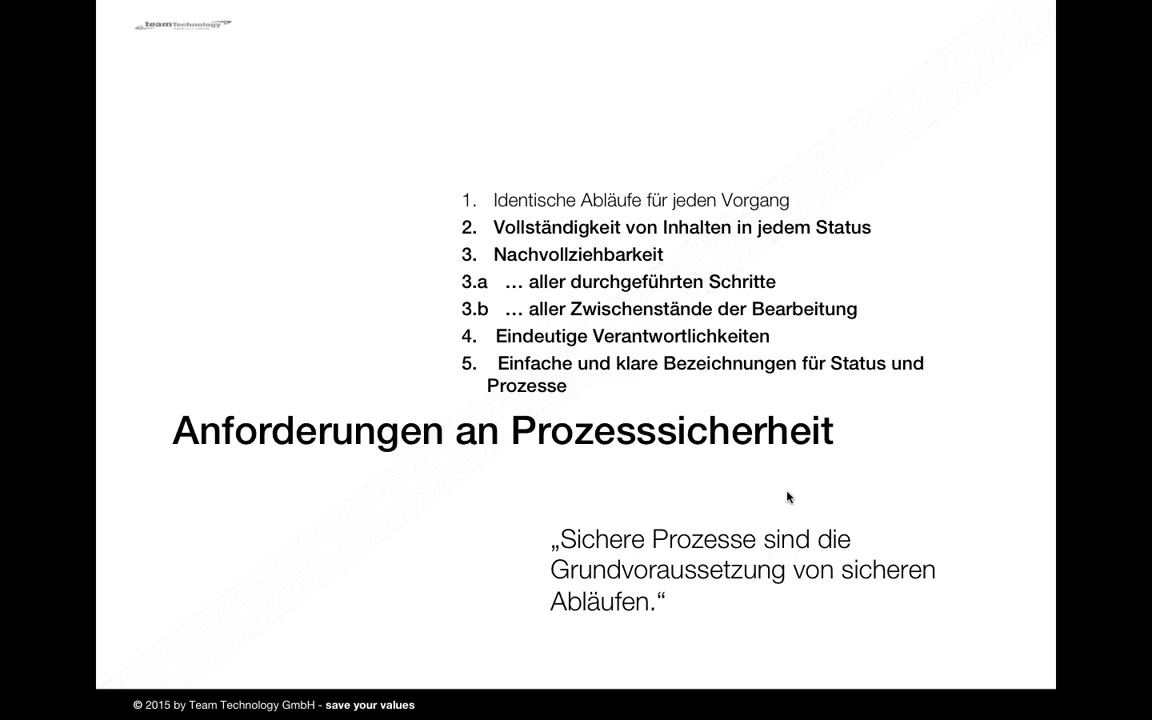 teamTechnology
1. Identische Abläufe für jeden Vorgang
2. Vollständigkeit von Inhalten in jedem Status
3. Nachvollziehbarkeit
3.a … aller durchgeführten Schritte
3.b … aller Zwischenstände der Bearbeitung
4. Eindeutige Verantwortlichkeiten
5. Einfache und klare Bezeichnungen für Status und
Prozesse
Anforderungen an Prozesssicherheit
„Sichere Prozesse sind die
Grundvoraussetzung von sicheren
Abläufen.“
© 2015 by Team Technology GmbH - save your values